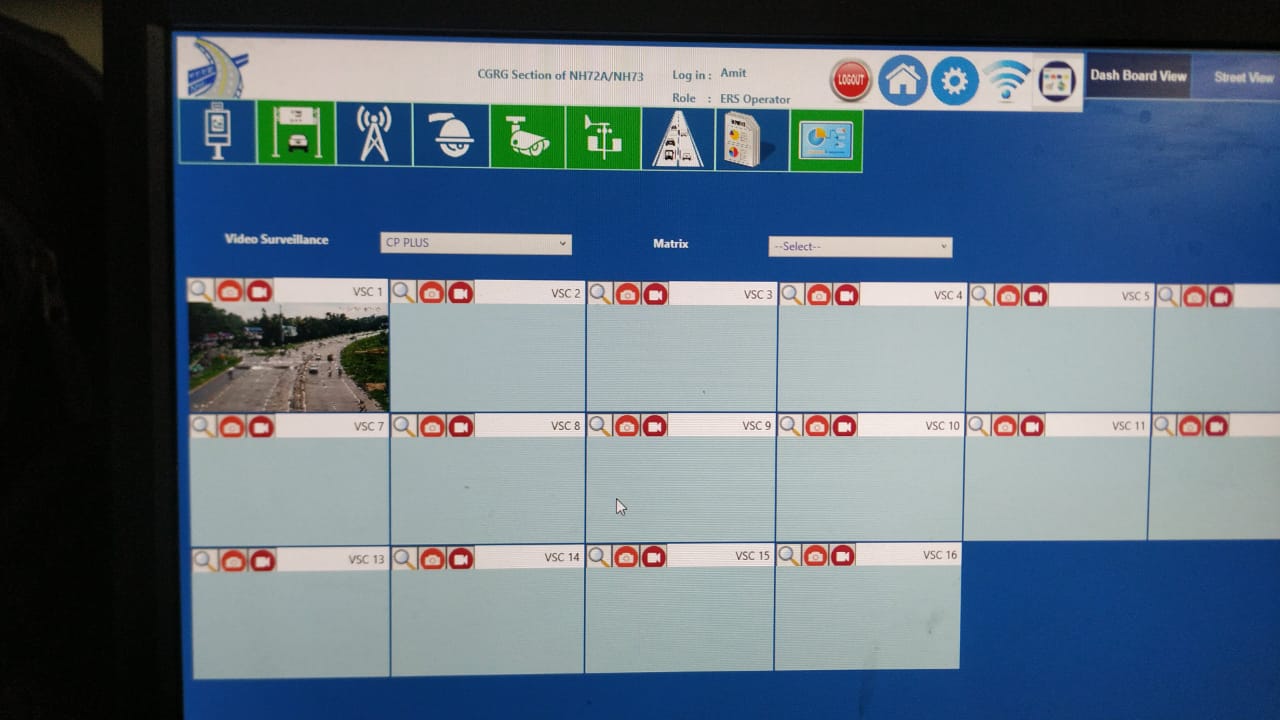 CGRG Section of NH72A/NH73
Log in : Amit
Role : ERS Operator
LOGOUT
Dash Board View
Street View
Video Surveillance
CP PLUS
Matrix
--Select--
VSC 1
VSC 2
VSC 3
VSC 4
VSC 5
VSC 7
VSC 8
VSC 9
VSC 10
VSC 11
VSC 13
VSC 14
VSC 15
VSC 16